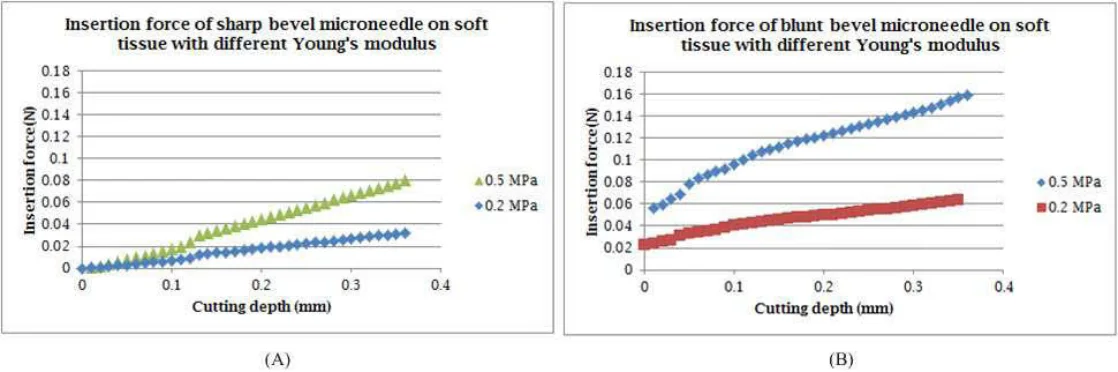 Insertion force of sharp bevel microneedle on soft
tissue with different Young's modulus
0.18
0.16
0.14
0.12
0.1
0.08
0.06
0.04
0.02
0
Insertion force(N)
0
0.1
0.2
0.3
0.4
Cutting depth (mm)
0.5 MPa
0.2 MPa
(A)
Insertion force of blunt bevel microneedle on soft
tissue with different Young's modulus
0.18
0.16
0.14
0.12
0.1
0.08
0.06
0.04
0.02
0
Insertion force(N)
0
0.1
0.2
0.3
0.4
Cutting depth (mm)
0.5 MPa
0.2 MPa
(B)